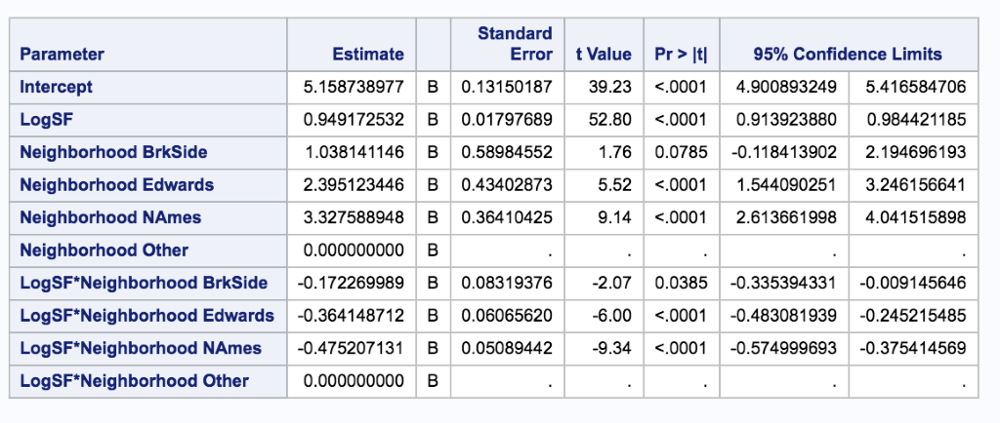 Parameter Estimate Standard Error t Value Pr > |t| 95% Confidence Limits
Intercept 5.158738977 B 0.13150187 39.23 <.0001 4.900893249 5.416584706
LogSF 0.949172532 B 0.01797689 52.80 <.0001 0.913923880 0.984421185
Neighborhood BrkSide 1.038141146 B 0.58984552 1.76 0.0785 -0.118413902 2.194696193
Neighborhood Edwards 2.395123446 B 0.43402873 5.52 <.0001 1.544090251 3.246156641
Neighborhood NAmes 3.327588948 B 0.36410425 9.14 <.0001 2.613661998 4.041515898
Neighborhood Other 0.000000000 B . . . . .
LogSF*Neighborhood BrkSide -0.172269989 B 0.08319376 -2.07 0.0385 -0.335394331 -0.009145646
LogSF*Neighborhood Edwards -0.364148712 B 0.06065620 -6.00 <.0001 -0.483081939 -0.245215485
LogSF*Neighborhood NAmes -0.475207131 B 0.05089442 -9.34 <.0001 -0.574999693 -0.375414569
LogSF*Neighborhood Other 0.000000000 B . . . . .